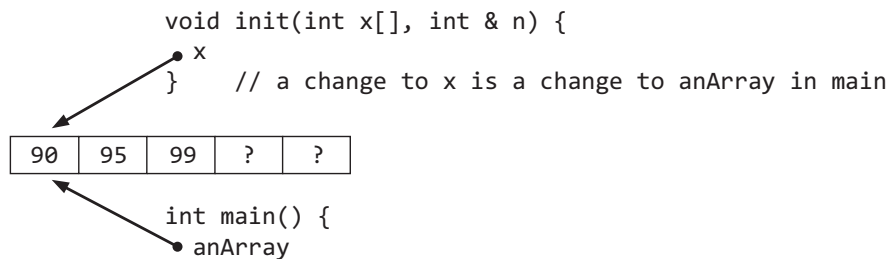 void init(int x[], int & n) {
x
} // a change to x is a change to anArray in main
90 95 99 ? ?
int main() {
anArray